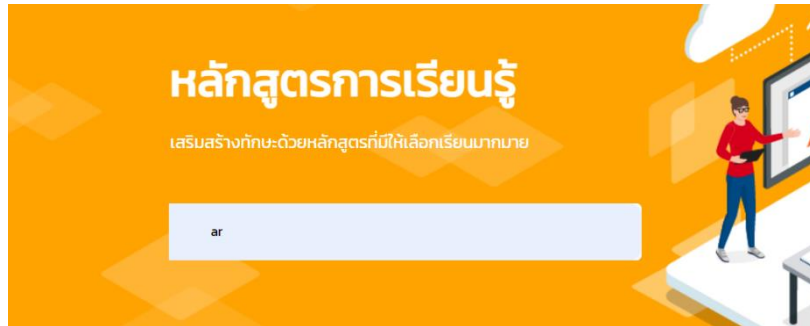 หลักสูตรการเรียนรู้
เสริมสร้างทักษะด้วยหลักสูตรที่มีให้เลือกเรียนมากมาย
ar